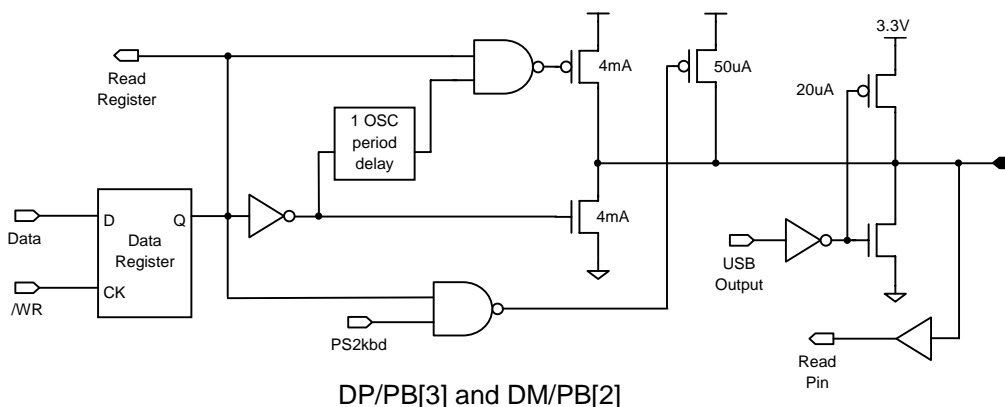 3.3V
4mA
50uA
20uA
Read
Register
1 OSC
period
delay
D
Q
Data
Data
Register
4mA
/WR
CK
USB
Output
PS2kbd
Read
Pin
DP/PB[3] and DM/PB[2]